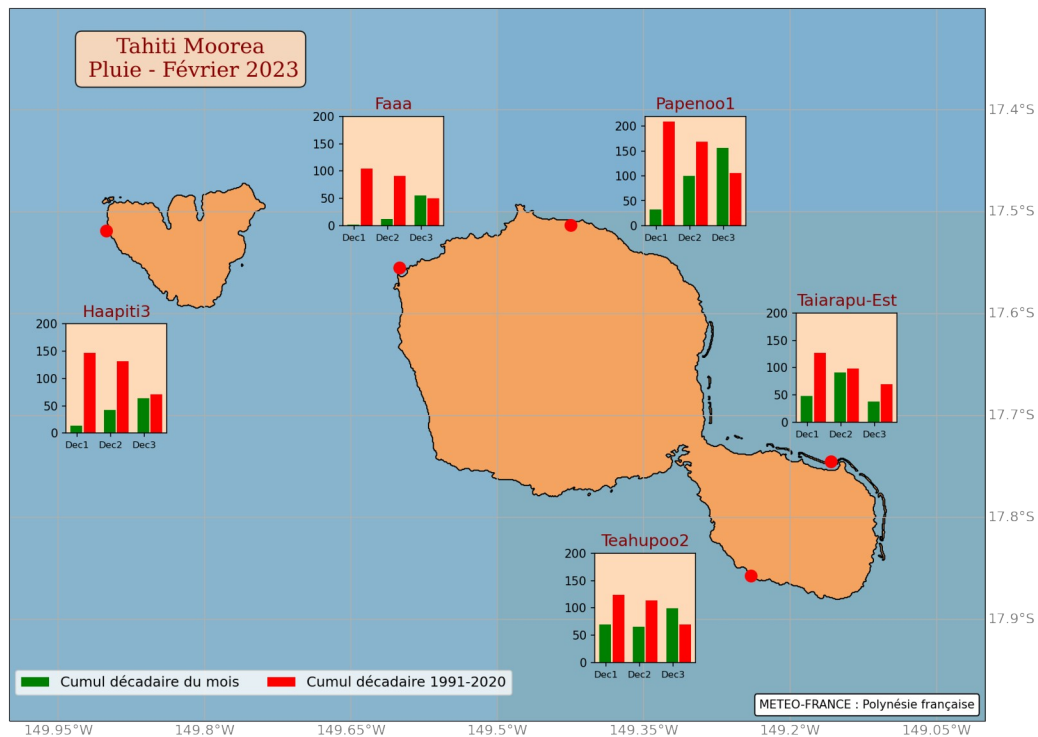 Tahiti Moorea
Pluie - Février 2023
Faaa
200
150
100
50
0
Dec1 Dec2 Dec3
Papenoo1
200
150
100
50
0
Dec1 Dec2 Dec3
17.4°S
17.5°S
17.6°S
17.7°S
17.8°S
17.9°S
Haapiti3
200
150
100
50
0
Dec1 Dec2 Dec3
Taiarapu-Est
200
150
100
50
0
Dec1 Dec2 Dec3
Teahupoo2
200
150
100
50
0
Dec1 Dec2 Dec3
Cumul décadaire du mois Cumul décadaire 1991-2020
METEO-FRANCE : Polynésie française
149.95°W 149.8°W 149.65°W 149.5°W 149.35°W 149.2°W 149.05°W